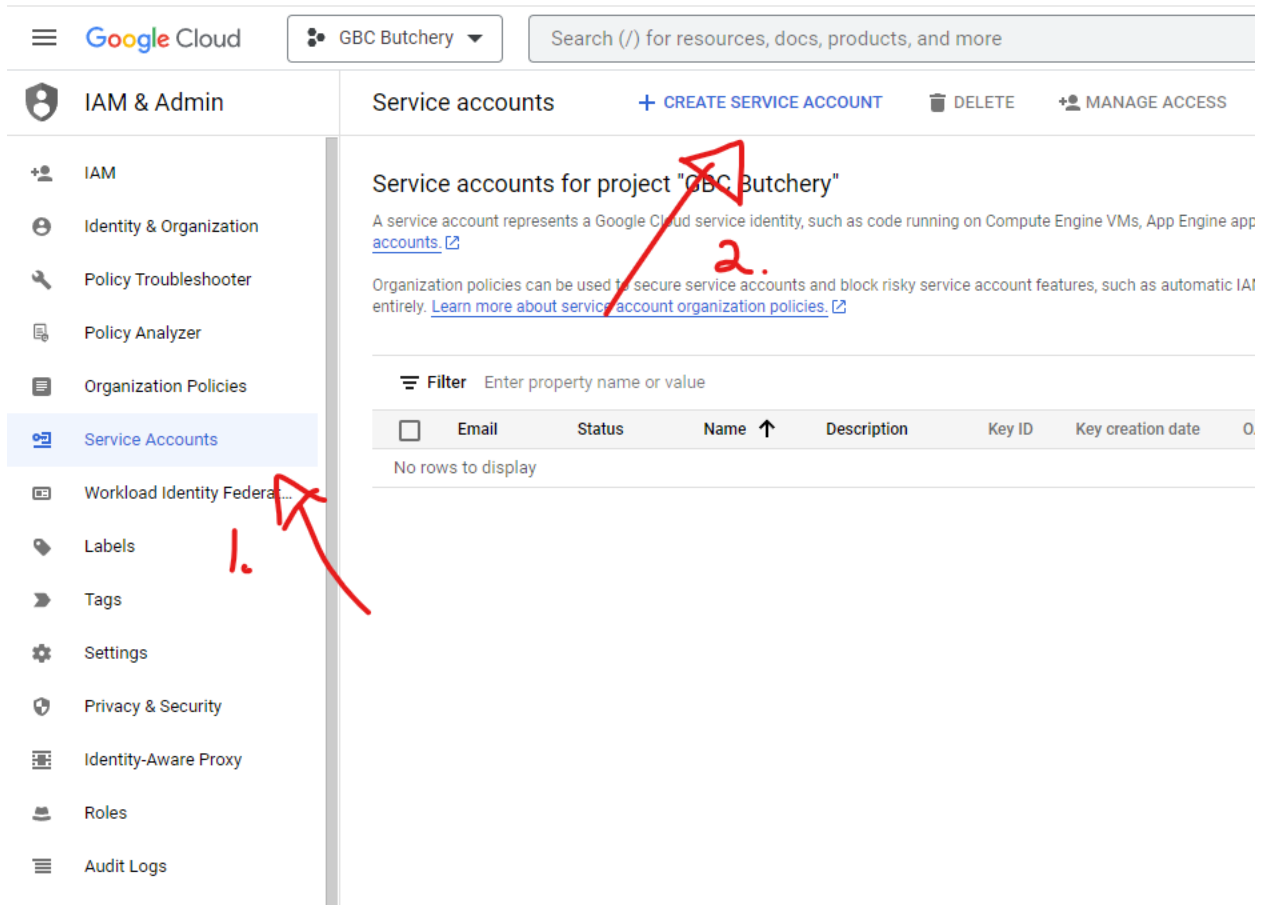 Google Cloud
GBC Butchery
Search (/) for resources, docs, products, and more
IAM & Admin
IAM
Identity & Organization
Policy Troubleshooter
Policy Analyzer
Organization Policies
Service Accounts
Workload Identity Federat...
Labels
Tags
Settings
Privacy & Security
Identity-Aware Proxy
Roles
Audit Logs
1.
Service accounts
+ CREATE SERVICE ACCOUNT
DELETE
MANAGE ACCESS
Service accounts for project "GBC Butchery"
A service account represents a Google Cloud service identity, such as code running on Compute Engine VMs, App Engine app
accounts.
2.
Organization policies can be used to secure service accounts and block risky service account features, such as automatic IAM
entirely. Learn more about service account organization policies.
Filter Enter property name or value
Email Status Name Description Key ID Key creation date
No rows to display